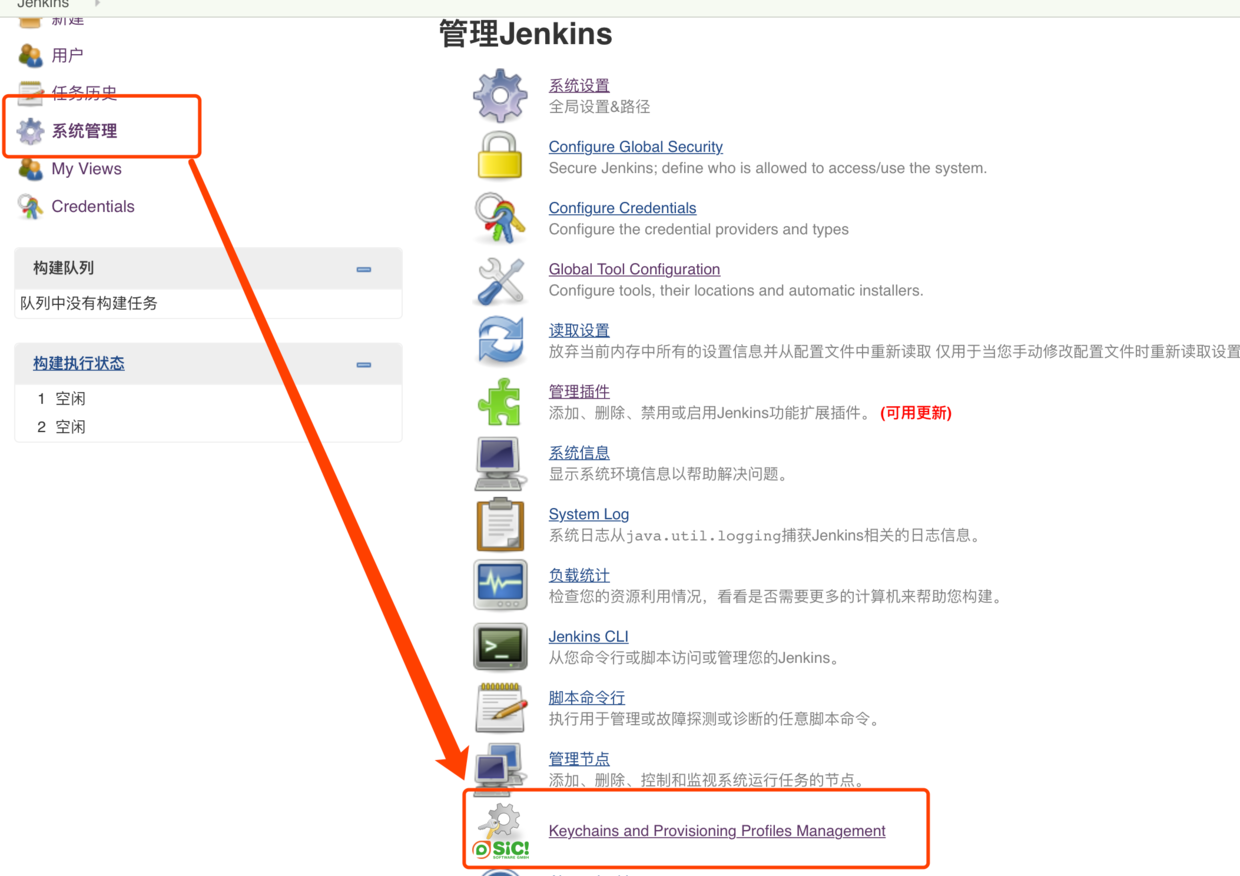 Jenkins
新建
用户
任务历史
系统管理
My Views
Credentials
构建队列
队列中没有构建任务
构建执行状态
1 空闲
2 空闲
管理Jenkins
系统设置
全局设置&路径
Configure Global Security
Secure Jenkins; define who is allowed to access/use the system.
Configure Credentials
Configure the credential providers and types
Global Tool Configuration
Configure tools, their locations and automatic installers.
读取设置
放弃当前内存中所有的设置信息并从配置文件中重新读取 仅用于当您手动修改配置文件时重新读取设置
管理插件
添加、删除、禁用或启用Jenkins功能扩展插件。 (可用更新)
系统信息
显示系统环境信息以帮助解决问题。
System Log
系统日志从java.util.logging捕获Jenkins相关的日志信息。
负载统计
检查您的资源利用情况，看看是否需要更多的计算机来帮助您构建。
Jenkins CLI
从您命令行或脚本访问或管理您的Jenkins。
脚本命令行
执行用于管理或故障探测或诊断的任意脚本命令。
管理节点
添加、删除、控制和监视系统运行任务的节点。
SiC!
Keychains and Provisioning Profiles Management